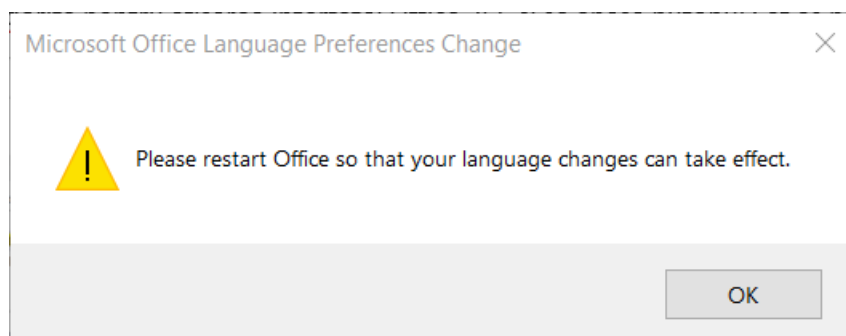 Microsoft Office Language Preferences Change
Please restart Office so that your language changes can take effect.
OK